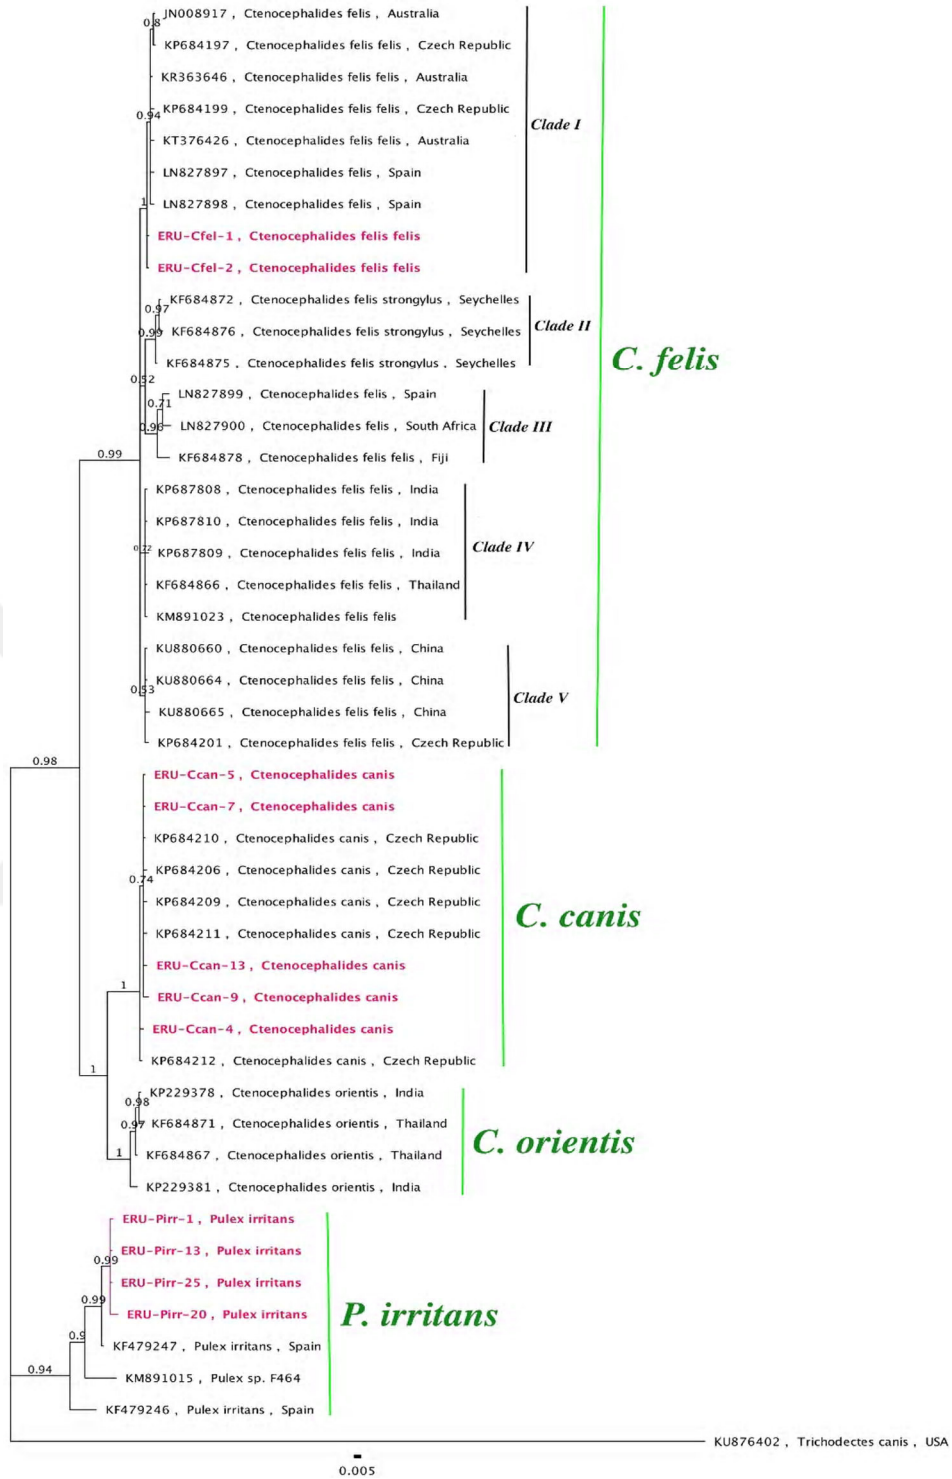 JN008917 , Ctenocephalides felis , Australia
0.8
KP684197 , Ctenocephalides felis felis , Czech Republic
KR363646 , Ctenocephalides felis felis , Australia
KP684199 , Ctenocephalides felis felis , Czech Republic
0.94
Clade I
KT376426 , Ctenocephalides felis felis , Australia
LN827897 , Ctenocephalides felis , Spain
LN827898 , Ctenocephalides felis , Spain
1
ERU-Cfel-1 , Ctenocephalides felis felis
ERU-Cfel-2 , Ctenocephalides felis felis
KF684872 , Ctenocephalides felis strongylus , Seychelles
0.97
Clade II
KF684876 , Ctenocephalides felis strongylus , Seychelles
0.99
C. felis
KF684875 , Ctenocephalides felis strongylus , Seychelles
0.52
LN827899 , Ctenocephalides felis , Spain
0.71
LN827900 , Ctenocephalides felis , South Africa
0.96
Clade III
KF684878 , Ctenocephalides felis felis , Fiji
0.99
KP687808 , Ctenocephalides felis felis , India
KP687810 , Ctenocephalides felis felis , India
0.72
Clade IV
KP687809 , Ctenocephalides felis felis , India
KF684866 , Ctenocephalides felis felis , Thailand
KM891023 , Ctenocephalides felis felis
KU880660 , Ctenocephalides felis felis , China
KU880664 , Ctenocephalides felis felis , China
0.53
Clade V
KU880665 , Ctenocephalides felis felis , China
KP684201 , Ctenocephalides felis felis , Czech Republic
0.98
ERU-Ccan-5 , Ctenocephalides canis
ERU-Ccan-7 , Ctenocephalides canis
KP684210 , Ctenocephalides canis , Czech Republic
KP684206 , Ctenocephalides canis , Czech Republic
0.74
KP684209 , Ctenocephalides canis , Czech Republic
C. canis
KP684211 , Ctenocephalides canis , Czech Republic
ERU-Ccan-13 , Ctenocephalides canis
1
ERU-Ccan-9 , Ctenocephalides canis
ERU-Ccan-4 , Ctenocephalides canis
KP684212 , Ctenocephalides canis , Czech Republic
1
KP229378 , Ctenocephalides orientis , India
0.98
KF684871 , Ctenocephalides orientis , Thailand
0.97
C. orientis
KF684867 , Ctenocephalides orientis , Thailand
1
KP229381 , Ctenocephalides orientis , India
ERU-Pirr-1 , Pulex irritans
ERU-Pirr-13 , Pulex irritans
0.99
ERU-Pirr-25 , Pulex irritans
0.99
ERU-Pirr-20 , Pulex irritans
P. irritans
0.9
KF479247 , Pulex irritans , Spain
0.94
KM891015 , Pulex sp. F464
KF479246 , Pulex irritans , Spain
KU876402 , Trichodectes canis , USA
0.005